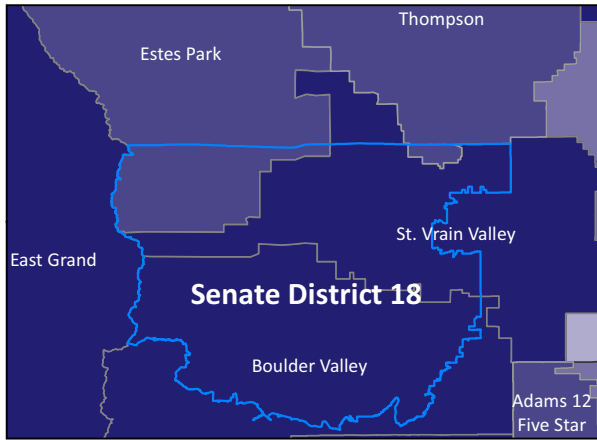 Thompson
Estes Park
St. Vrain Valley
East Grand
Senate District 18
Boulder Valley
Adams 12
Five Star